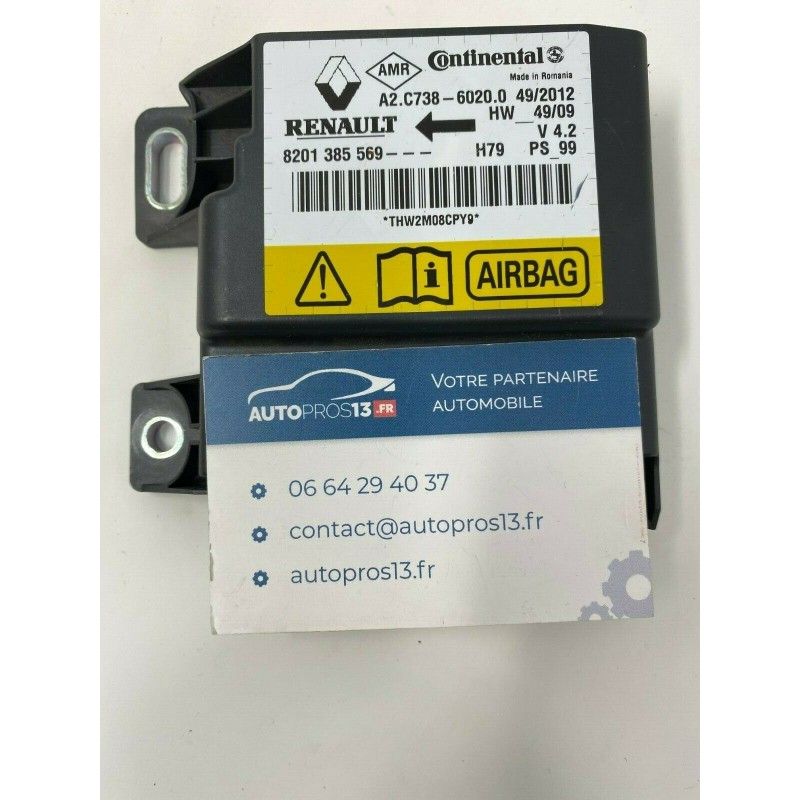 AMR
Continental
Made in Romania
A2.C738-6020.0 49/2012
RENAULT
HW__49/09
V 4.2
8201 385 569--- H79 PS_99
*THW2M08CPY9*
i AIRBAG
AUTOPROS13.FR
VOTRE PARTENAIRE
AUTOMOBILE
06 64 29 40 37
contact@autopros13.fr
autopros13.fr